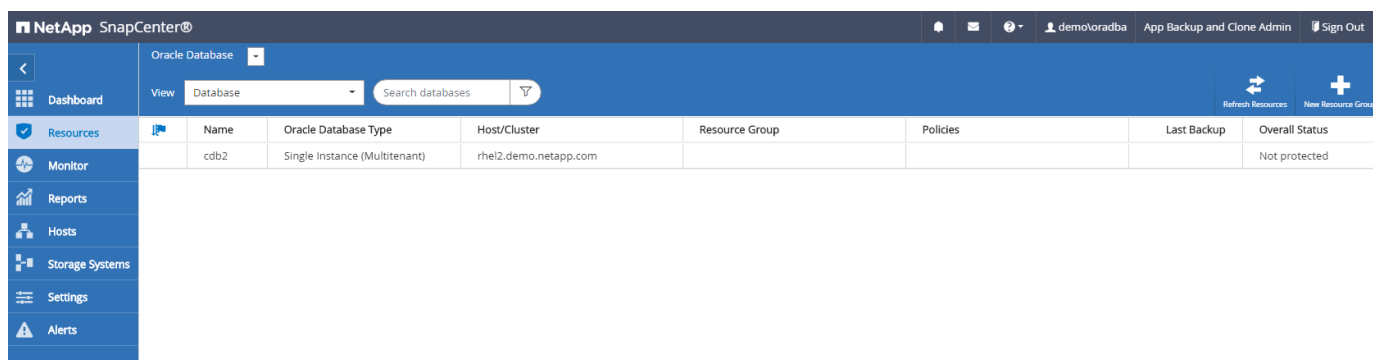 NetApp SnapCenter® demo\oradba App Backup and Clone Admin Sign Out
Oracle Database
View Database Search databases
Refresh Resources New Resource Grou
Dashboard
Resources
Monitor
Reports
Hosts
Storage Systems
Settings
Alerts
Name Oracle Database Type Host/Cluster Resource Group Policies Last Backup Overall Status
cdb2 Single Instance (Multitenant) rhel2.demo.netapp.com Not protected